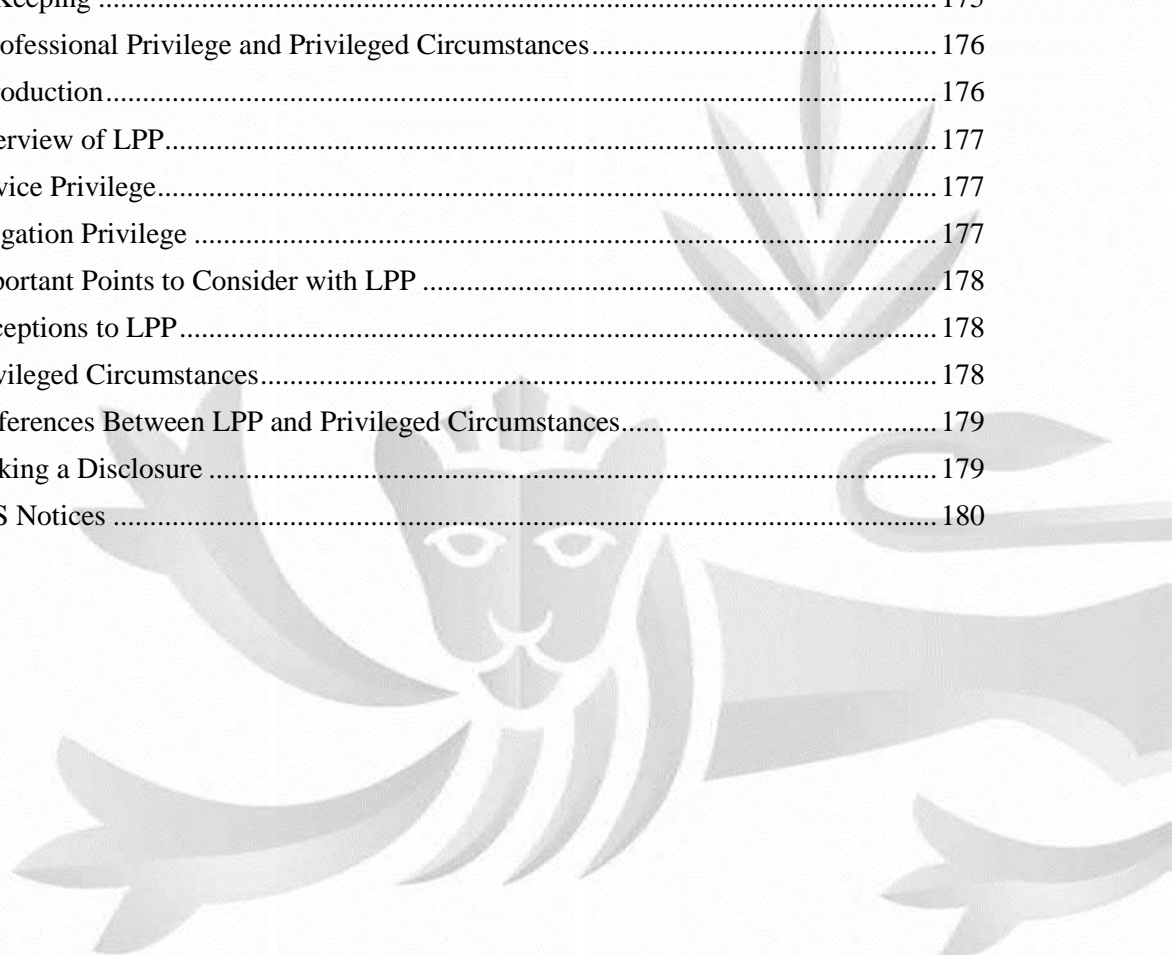 Keeping ........ 175
ofessional Privilege and Privileged Circumstances ........ 176
roduction ........ 176
erview of LPP ........ 177
vice Privilege ........ 177
gation Privilege ........ 177
portant Points to Consider with LPP ........ 178
ceptions to LPP ........ 178
vileged Circumstances ........ 178
ferences Between LPP and Privileged Circumstances ........ 179
king a Disclosure ........ 179
S Notices ........ 180